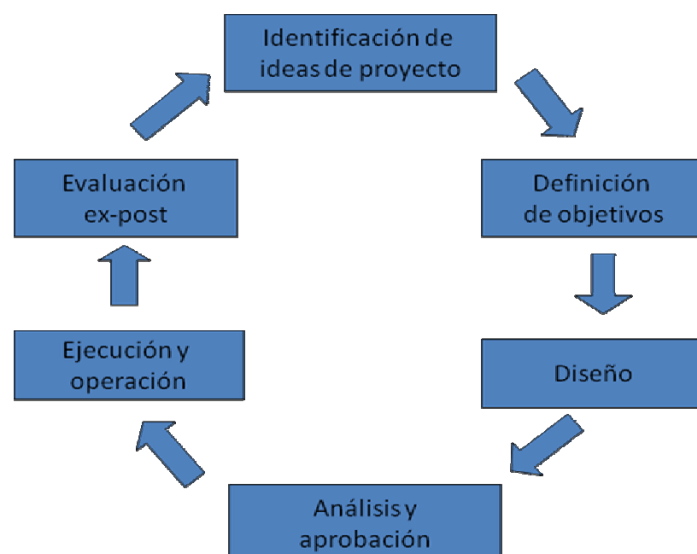 Identificación de
ideas de proyecto
Definición
de objetivos
Diseño
Análisis y
aprobación
Ejecución y
operación
Evaluación
ex-post